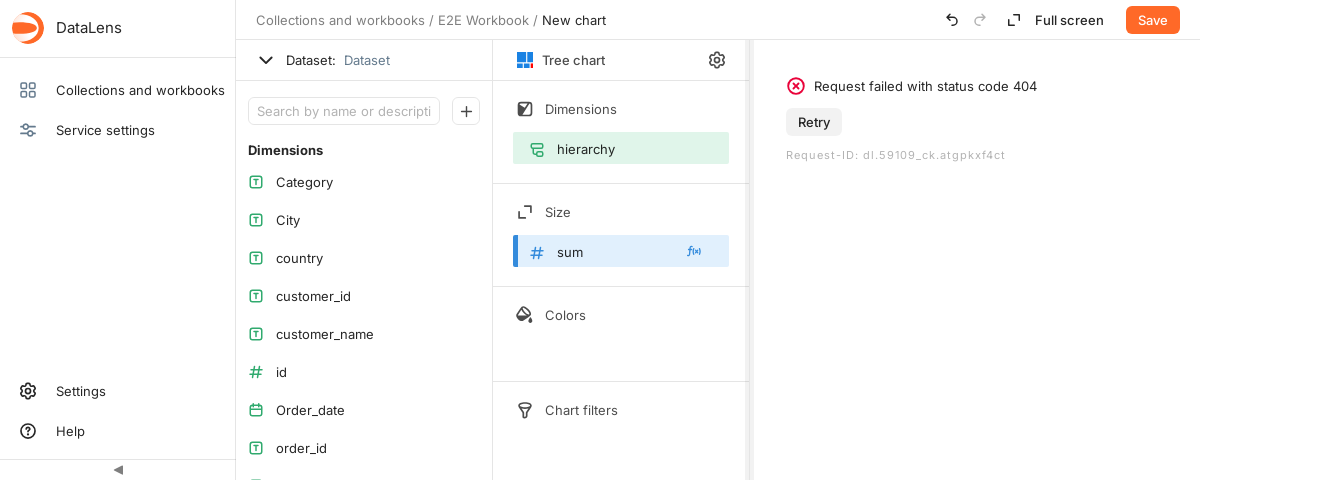 DataLens
Collections and workbooks / E2E Workbook / New chart
Full screen
Save
Collections and workbooks
Service settings
Settings
Help
Dataset: Dataset
Search by name or descripti
Dimensions
Category
City
country
customer_id
customer_name
id
Order_date
order_id
Tree chart
Dimensions
hierarchy
Size
sum
f(x)
Colors
Chart filters
Request failed with status code 404
Retry
Request-ID: dl.59109_ck.atgpkxf4ct